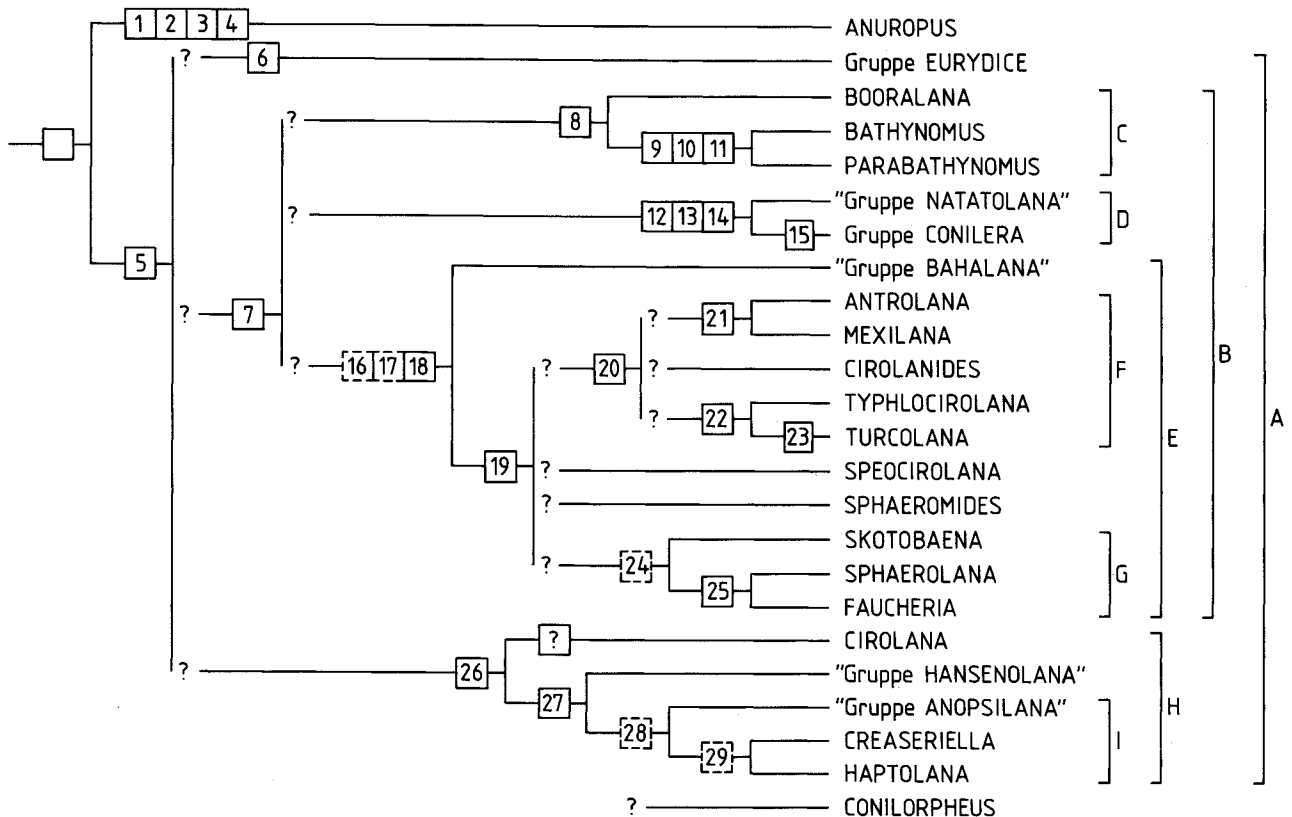 1 2 3 4 ANUROPUS
? 6 Gruppe EURYDICE
BOORALANA
? 8
9 10 11 BATHYNOMUS C
PARABATHYNOMUS
"Gruppe NATATOLANA"
? 12 13 14 D
15 Gruppe CONILERA
5
"Gruppe BAHALANA"
ANTROLANA
? 7 ? 21
MEXILANA
? 16 17 18 ? 20 ? CIROLANIDES F B
TYPHLOCIROLANA
? 22 A
23 TURCOLANA
19 E
? SPEOCIROLANA
? SPHAEROMIDES
SKOTOBAENA
? 24
SPHAEROLANA G
25
FAUCHERIA
? CIROLANA
? 26
"Gruppe HANSENOLANA"
27
"Gruppe ANOPSILANA" H
28
CREASERIELLA I
29
HAPTOLANA
? CONILORPHEUS